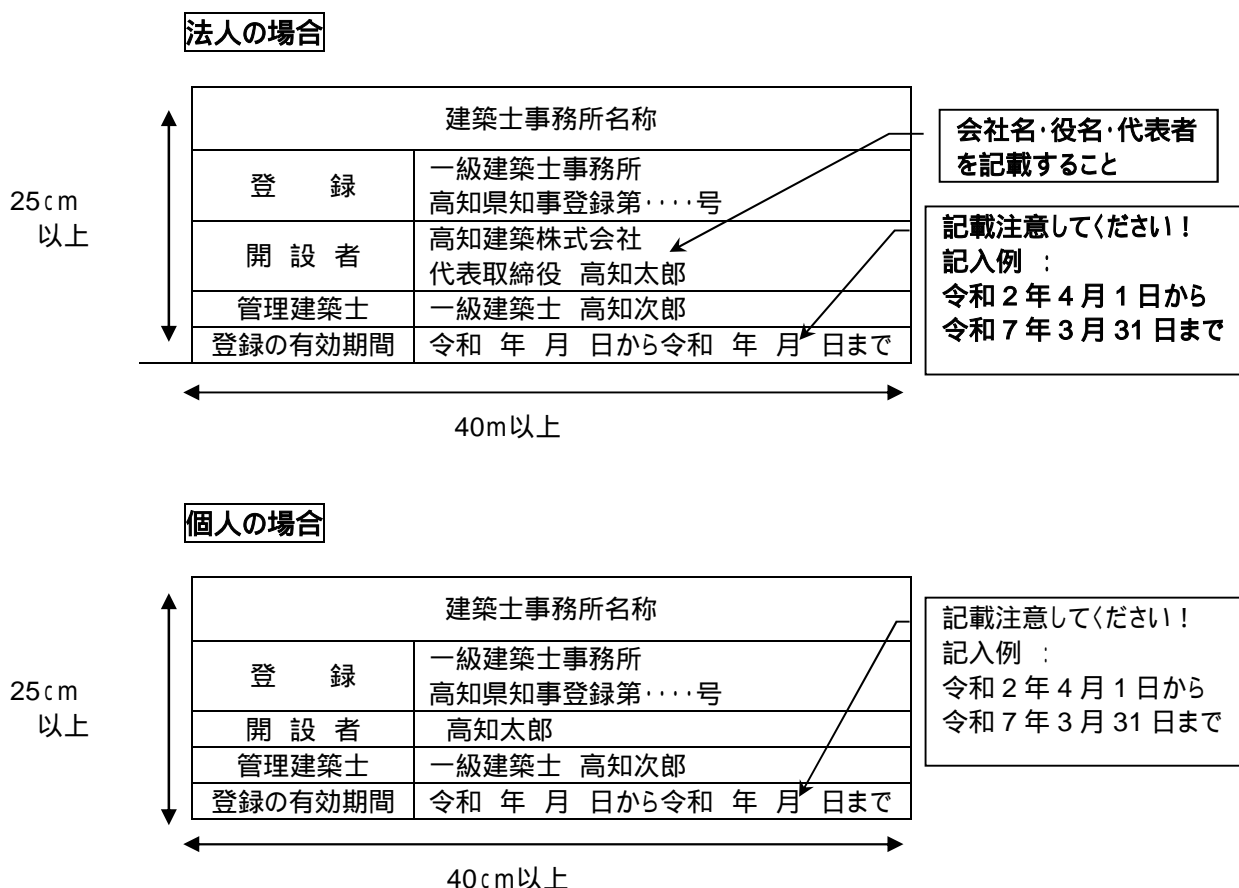 法人の場合
建築士事務所名称
登 録
一級建築士事務所
高知県知事登録第‥‥号
開 設 者
高知建築株式会社
代表取締役 高知太郎
管理建築士
一級建築士 高知次郎
登録の有効期間
令和 年 月 日から令和 年 月 日まで
25cm
以上
40m以上
会社名・役名・代表者
を記載すること
記載注意してください！
記入例 ：
令和２年４月１日から
令和７年３月 31 日まで
個人の場合
建築士事務所名称
登 録
一級建築士事務所
高知県知事登録第‥‥号
開 設 者
高知太郎
管理建築士
一級建築士 高知次郎
登録の有効期間
令和 年 月 日から令和 年 月 日まで
25cm
以上
40cm以上
記載注意してください！
記入例 ：
令和２年４月１日から
令和７年３月 31 日まで